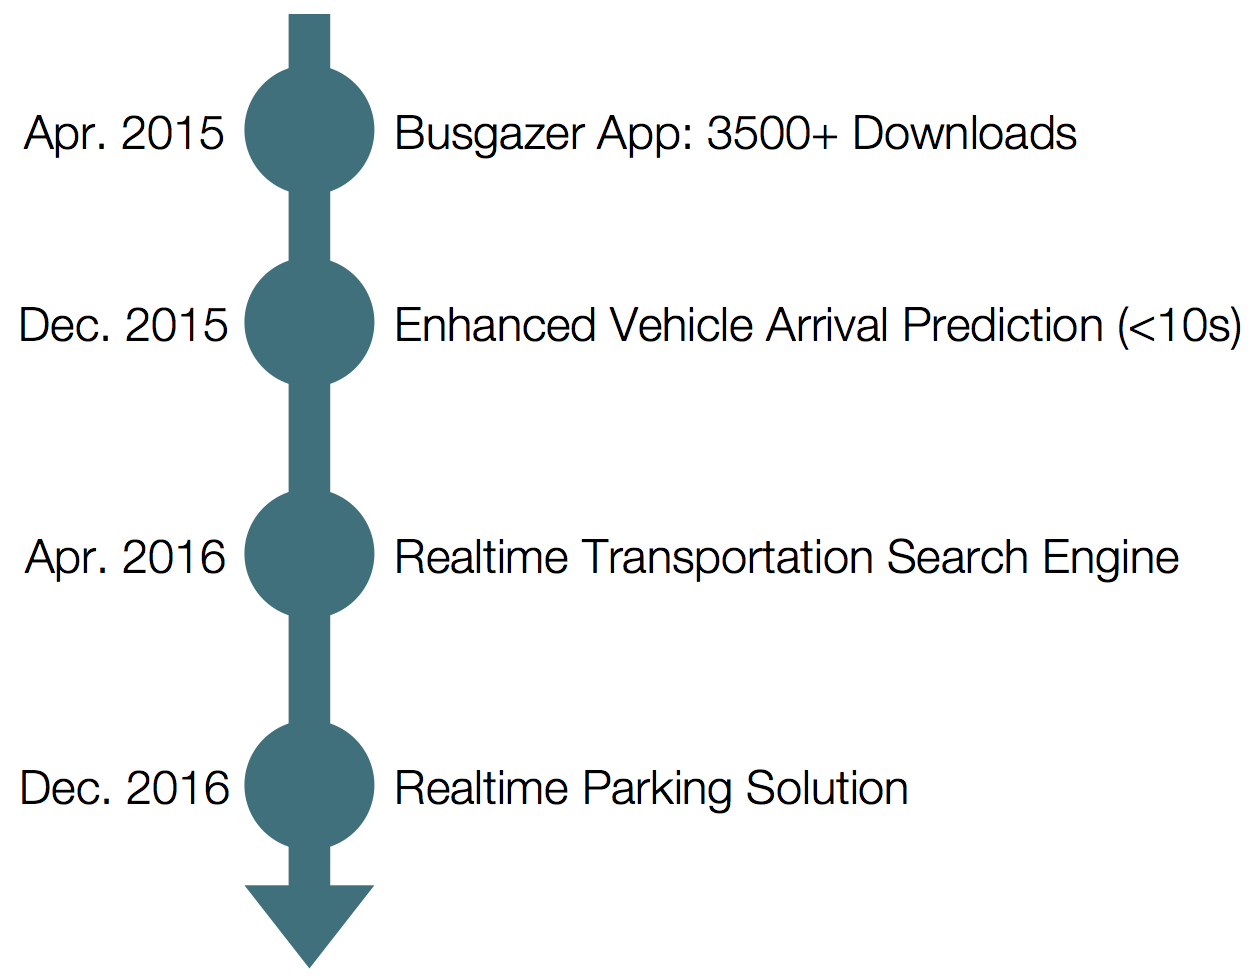 Apr. 2015 Busgazer App: 3500+ Downloads
Dec. 2015 Enhanced Vehicle Arrival Prediction (<10s)
Apr. 2016 Realtime Transportation Search Engine
Dec. 2016 Realtime Parking Solution